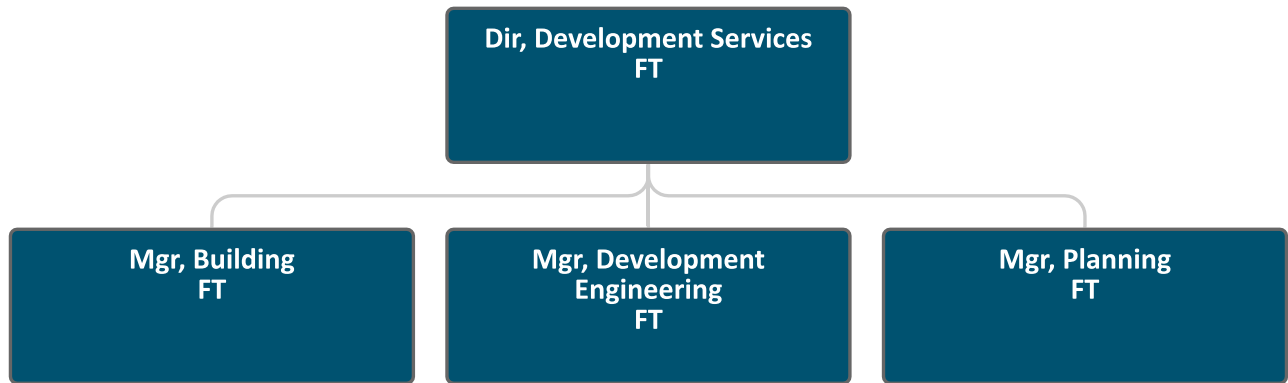 Dir, Development Services
FT
Mgr, Building
FT
Mgr, Development
Engineering
FT
Mgr, Planning
FT